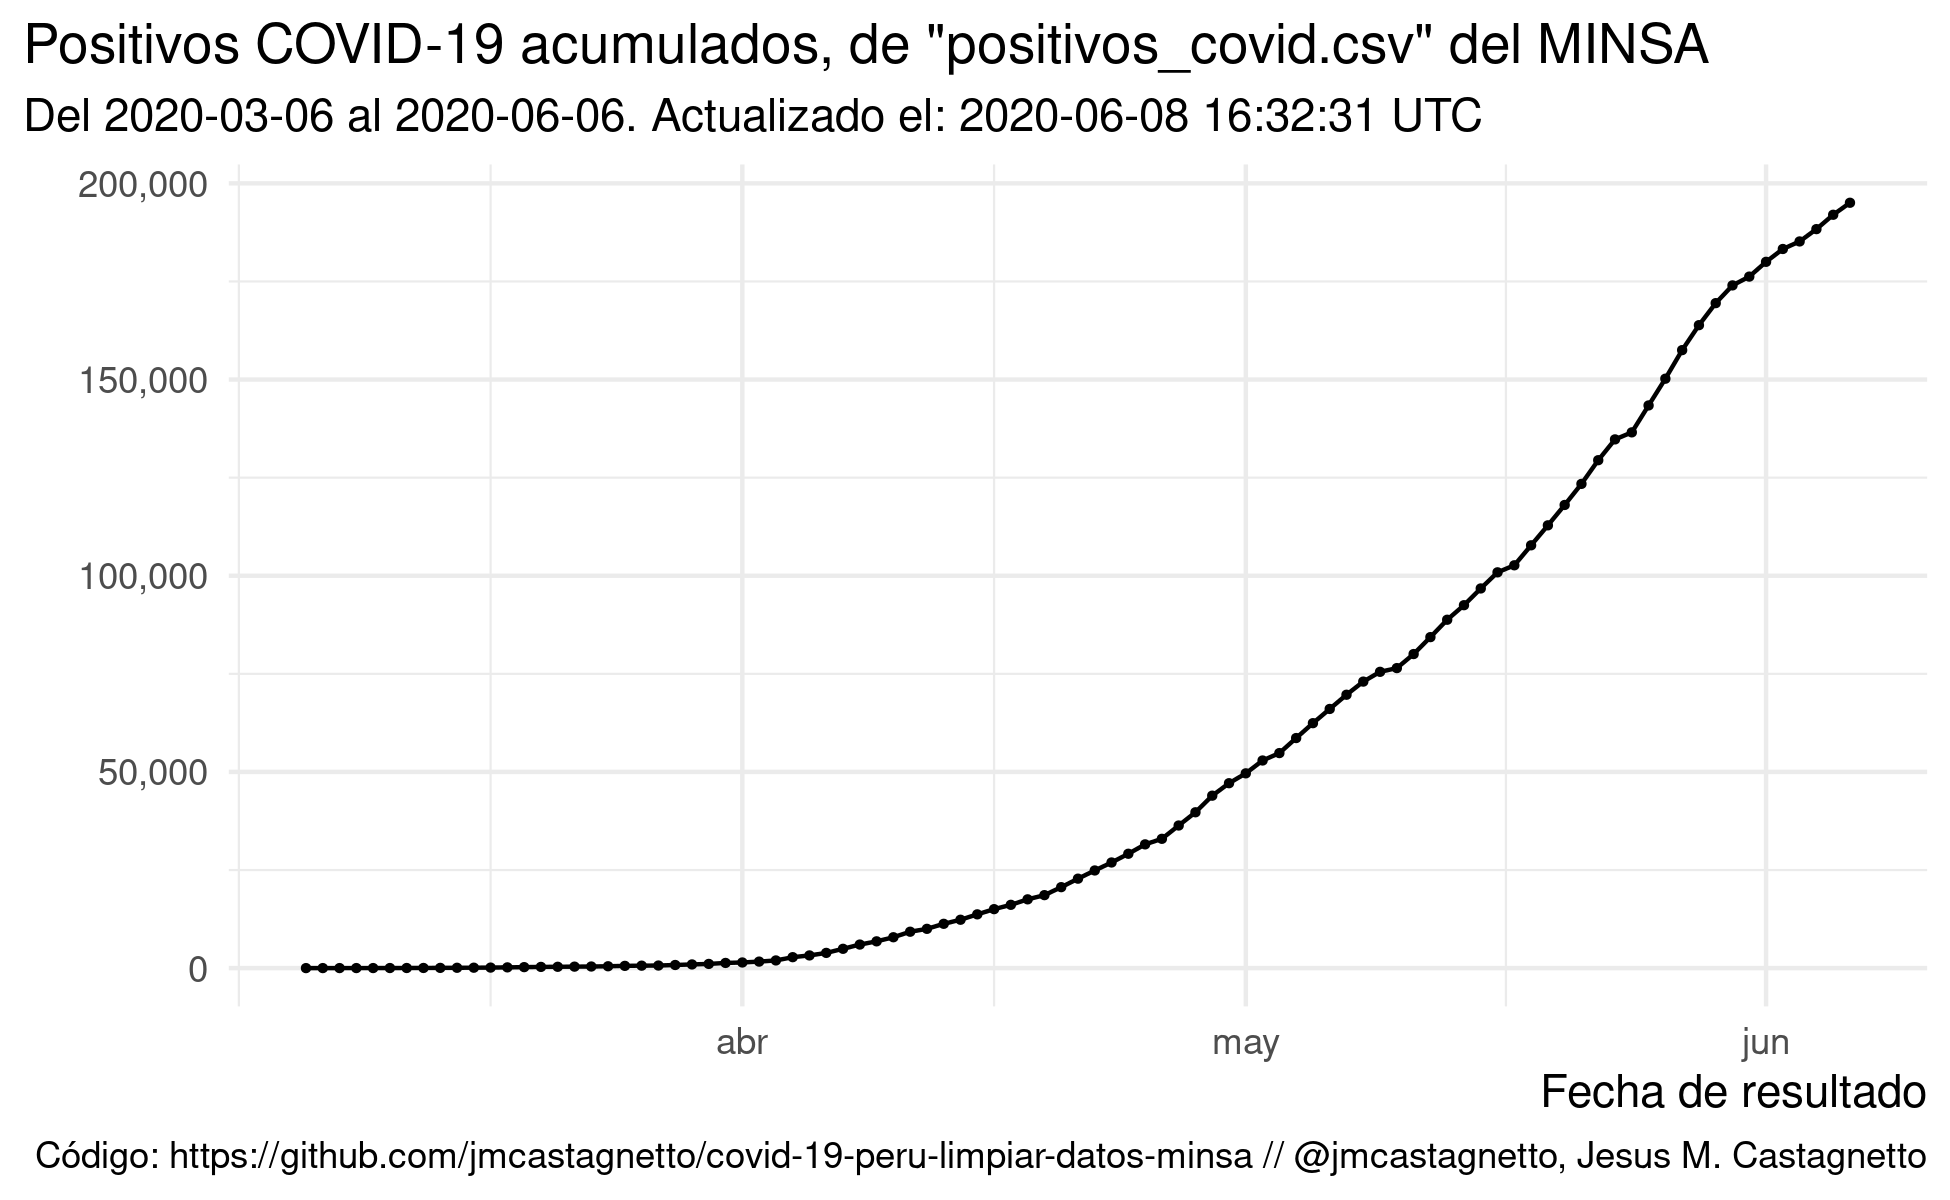 Positivos COVID-19 acumulados, de "positivos_covid.csv" del MINSA
Del 2020-03-06 al 2020-06-06. Actualizado el: 2020-06-08 16:32:31 UTC
200,000
150,000
100,000
50,000
0
abr may jun
Fecha de resultado
Código: https://github.com/jmcastagnetto/covid-19-peru-limpiar-datos-minsa // @jmcastagnetto, Jesus M. Castagnetto